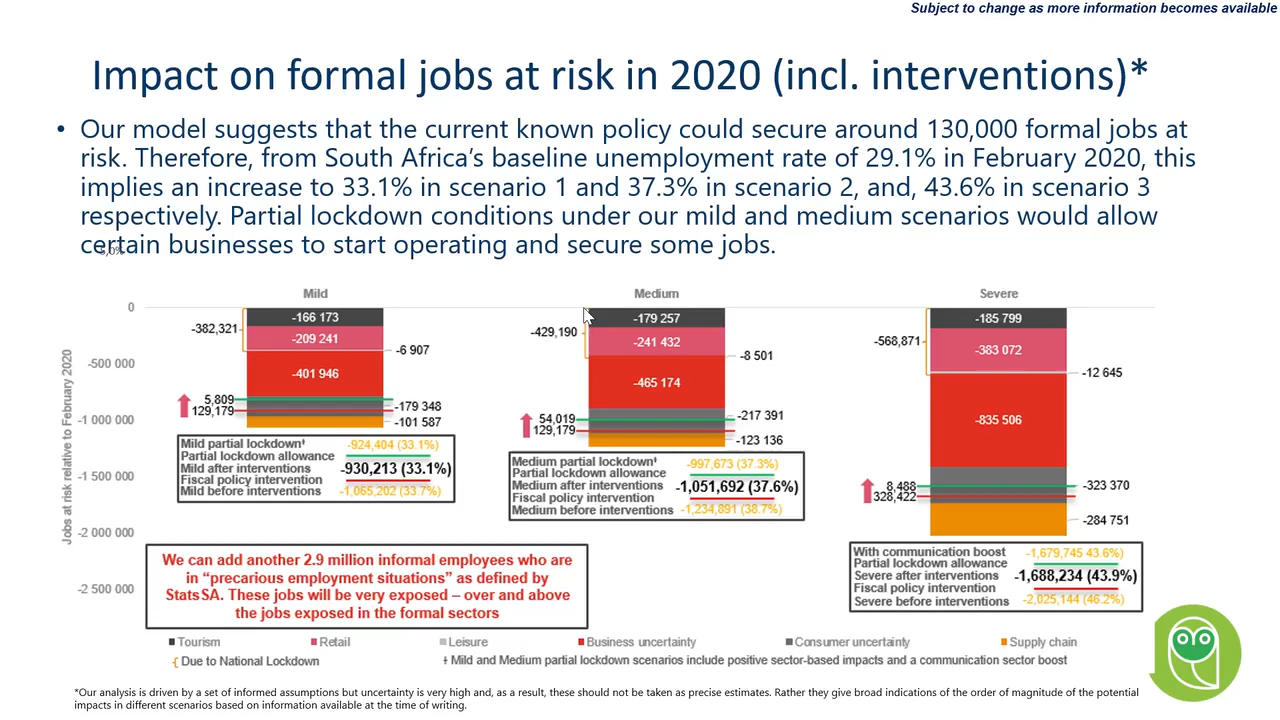 Subject to change as more information becomes available
Impact on formal jobs at risk in 2020 (incl. interventions)*
• Our model suggests that the current known policy could secure around 130,000 formal jobs at
risk. Therefore, from South Africa's baseline unemployment rate of 29.1% in February 2020, this
implies an increase to 33.1% in scenario 1 and 37.3% in scenario 2, and, 43.6% in scenario 3
respectively. Partial lockdown conditions under our mild and medium scenarios would allow
certain businesses to start operating and secure some jobs.
Mild
Medium
Severe
Jobs at risk relative to February 2020
0
-500 000
-1 000 000
-1 500 000
-2 000 000
-2 500 000
-382,321
-166 173
-209 241
-6 907
-401 946
5,809
129,179
-179 348
-101 587
Mild partial lockdown⸸ -924,404 (33.1%)
Partial lockdown allowance
Mild after interventions -930,213 (33.1%)
Fiscal policy intervention
Mild before interventions -1,065,202 (33.7%)
-429,190
-179 257
-241 432
-8 501
-465 174
54,019
129,179
-217 391
-123 136
Medium partial lockdown⸸ -997,673 (37.3%)
Partial lockdown allowance
Medium after interventions -1,051,692 (37.6%)
Fiscal policy intervention
Medium before interventions -1,234,891 (38.7%)
-568,871
-185 799
-383 072
-12 645
-835 506
8,488
328,422
-323 370
-284 751
With communication boost -1,679,745 43.6%)
Partial lockdown allowance
Severe after interventions -1,688,234 (43.9%)
Fiscal policy intervention
Severe before interventions -2,025,144 (46.2%)
We can add another 2.9 million informal employees who are
in "precarious employment situations" as defined by
StatsSA. These jobs will be very exposed – over and above
the jobs exposed in the formal sectors
Tourism Retail Leisure Business uncertainty Consumer uncertainty Supply chain
{ Due to National Lockdown
⸸ Mild and Medium partial lockdown scenarios include positive sector-based impacts and a communication sector boost
*Our analysis is driven by a set of informed assumptions but uncertainty is very high and, as a result, these should not be taken as precise estimates. Rather they give broad indications of the order of magnitude of the potential
impacts in different scenarios based on information available at the time of writing.